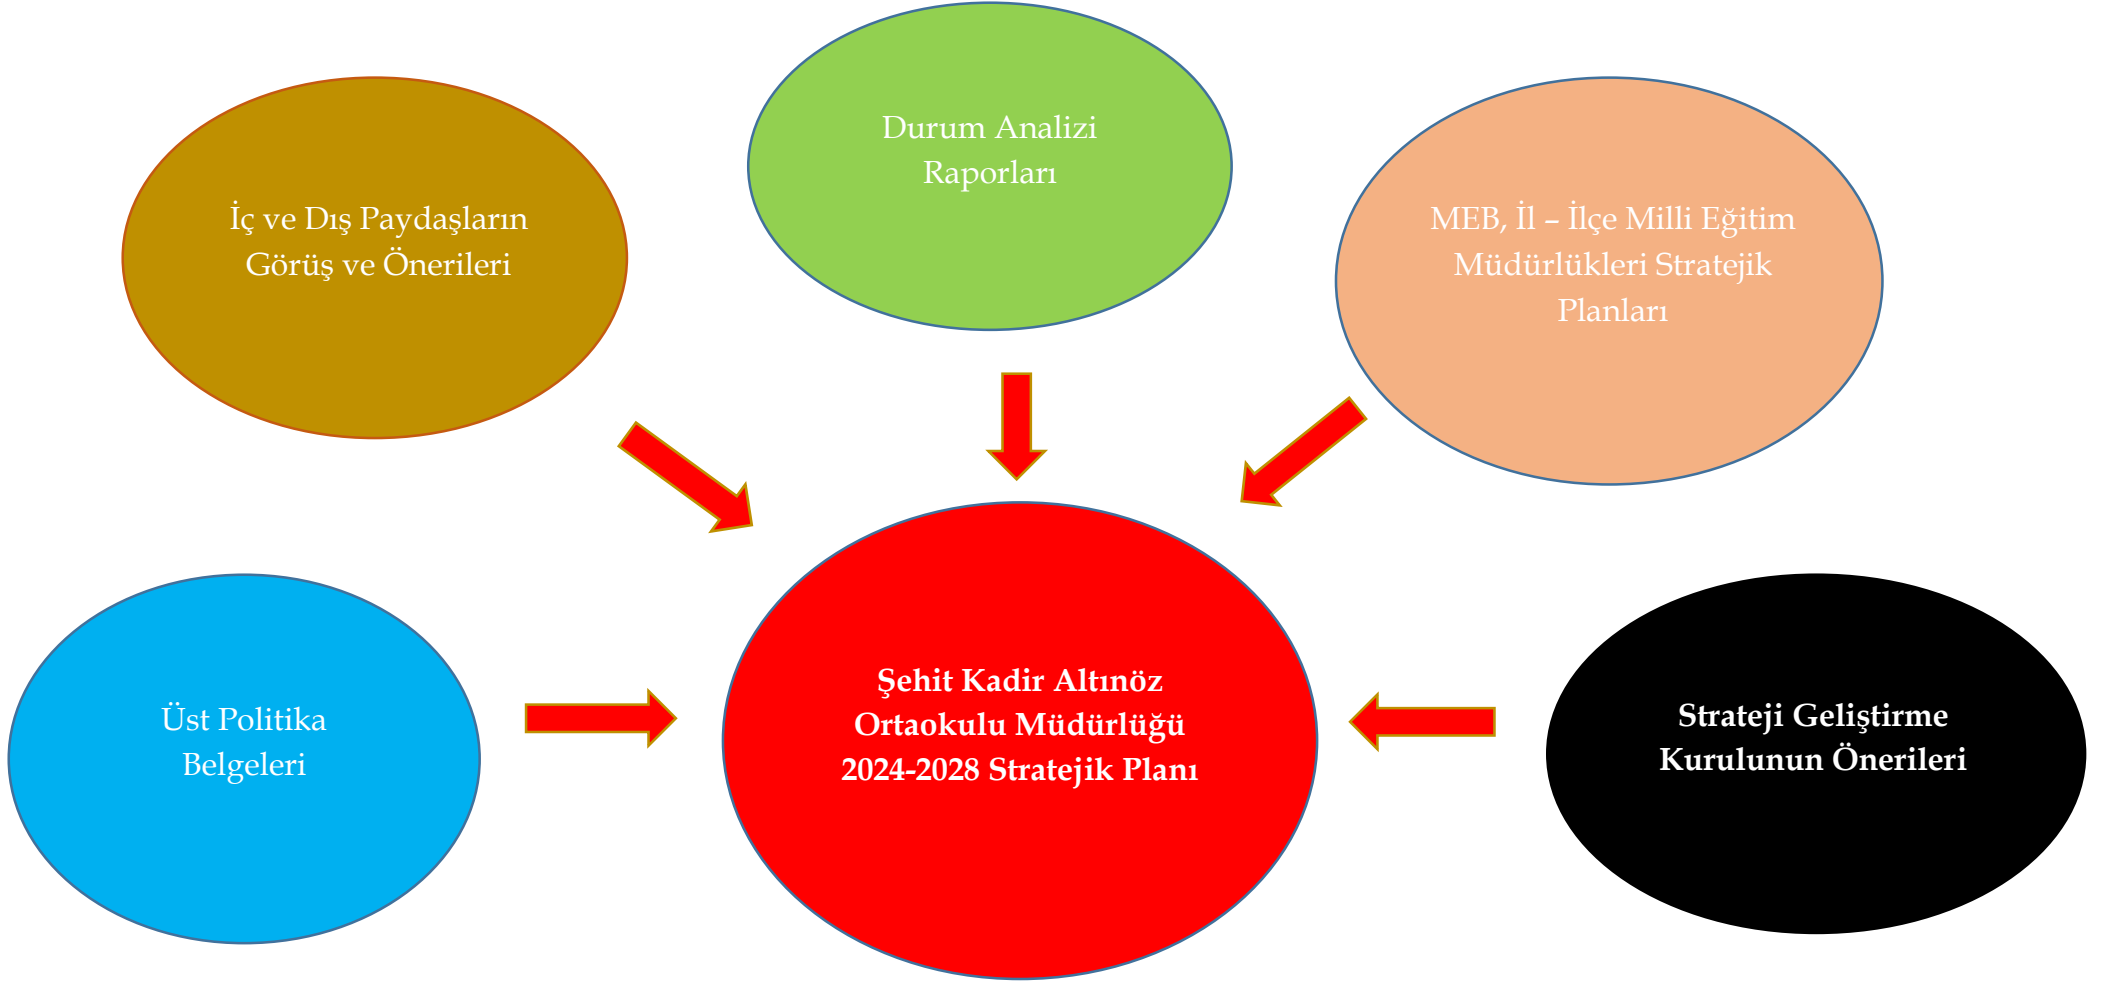 Durum Analizi
Raporları
İç ve Dış Paydaşların
Görüş ve Önerileri
MEB, İl – İlçe Milli Eğitim
Müdürlükleri Stratejik
Planları
Üst Politika
Belgeleri
Şehit Kadir Altınöz
Ortaokulu Müdürlüğü
2024-2028 Stratejik Planı
Strateji Geliştirme
Kurulunun Önerileri